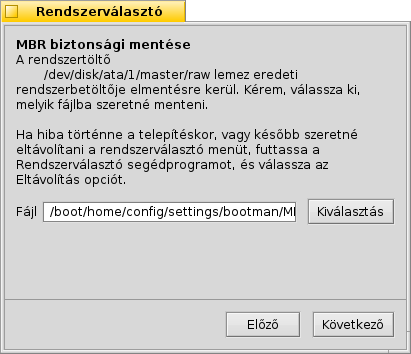 Rendszerválasztó
MBR biztonsági mentése
A rendszertöltő
/dev/disk/ata/1/master/raw lemez eredeti
rendszerbetöltője elmentésre kerül. Kérem, válassza ki,
melyik fájlba szeretné menteni.
Ha hiba történne a telepítéskor, vagy később szeretné
eltávolítani a rendszerválasztó menüt, futtassa a
Rendszerválasztó segédprogramot, és válassza az
Eltávolítás opciót.
Fájl /boot/home/config/settings/bootman/MI Kiválasztás
Előző Következő